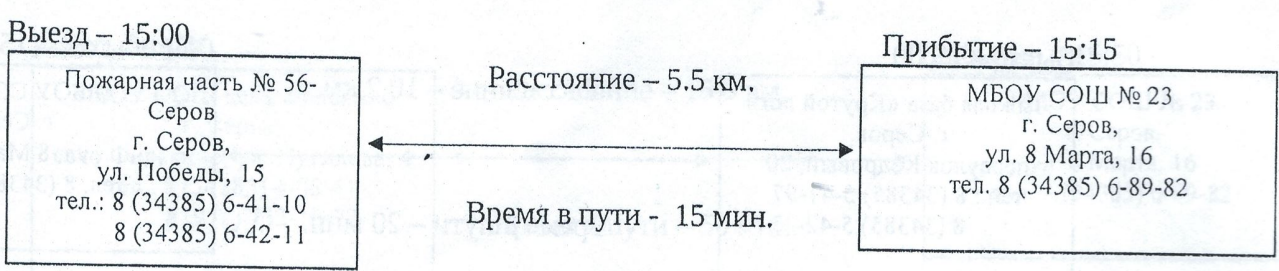 Выезд – 15:00
Пожарная часть № 56-
Серов,
г. Серов,
ул. Победы, 15
тел.: 8 (34385) 6-41-10
8 (34385) 6-42-11
Расстояние – 5.5 км.
Время в пути - 15 мин.
Прибытие – 15:15
МБОУ СОШ № 23
г. Серов,
ул. 8 Марта, 16
тел. 8 (34385) 6-89-82